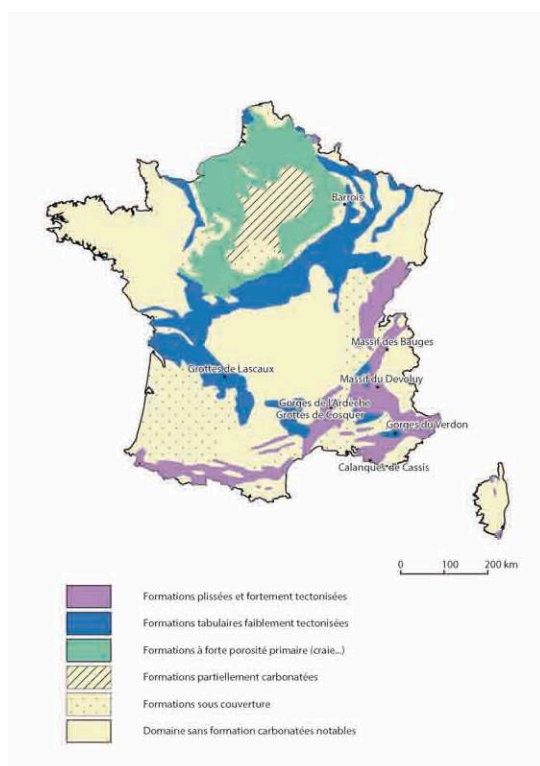 Barrois
Massif des Bauges
Grottes de Lascaux
Massif du Devoluy
Gorges de l'Ardèche
Grottes de Cosquer
Gorges du Verdon
Calanques de Cassis
0 100 200 km
Formations plissées et fortement tectonisées
Formations tabulaires faiblement tectonisées
Formations à forte porosité primaire (craie...)
Formations partiellement carbonatées
Formations sous couverture
Domaine sans formation carbonatées notables